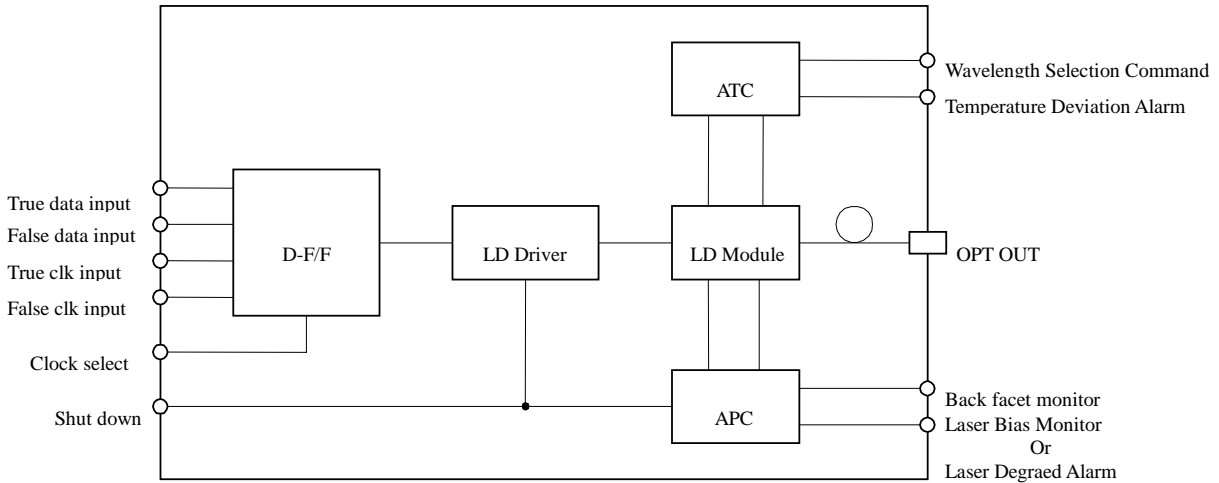 ATC
Wavelength Selection Command
Temperature Deviation Alarm
True data input
False data input
True clk input
False clk input
Clock select
Shut down
D-F/F
LD Driver
LD Module
OPT OUT
APC
Back facet monitor
Laser Bias Monitor
Or
Laser Degraed Alarm